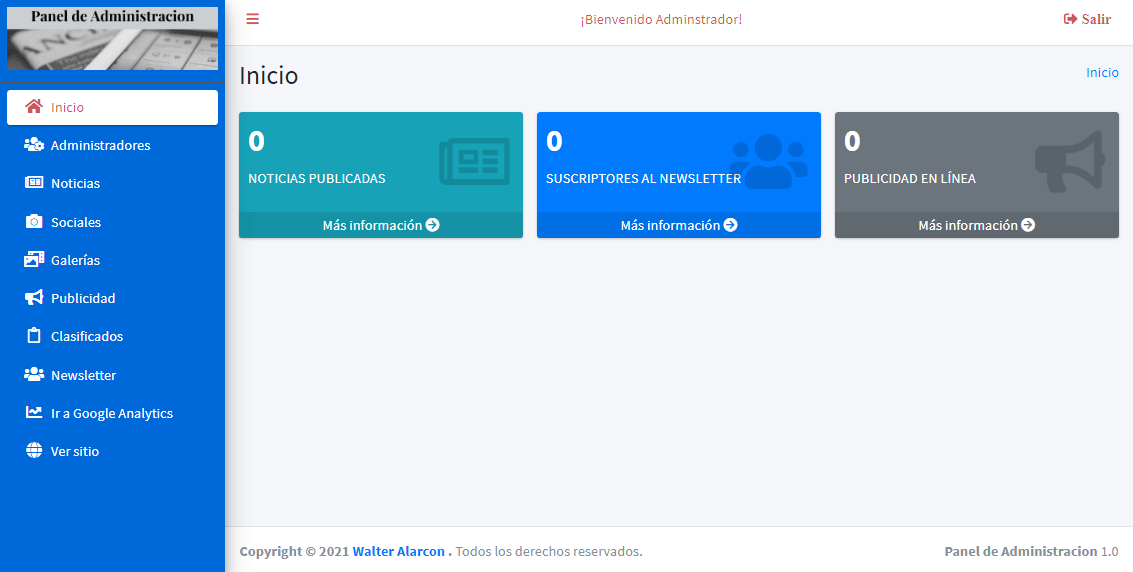 Panel de Administracion
¡Bienvenido Adminstrador!
Salir
Inicio
Administradores
Noticias
Sociales
Galerías
Publicidad
Clasificados
Newsletter
Ir a Google Analytics
Ver sitio
Inicio
Inicio
0
NOTICIAS PUBLICADAS
Más información
0
SUSCRIPTORES AL NEWSLETTER
Más información
0
PUBLICIDAD EN LÍNEA
Más información
Copyright © 2021 Walter Alarcon . Todos los derechos reservados.
Panel de Administracion 1.0